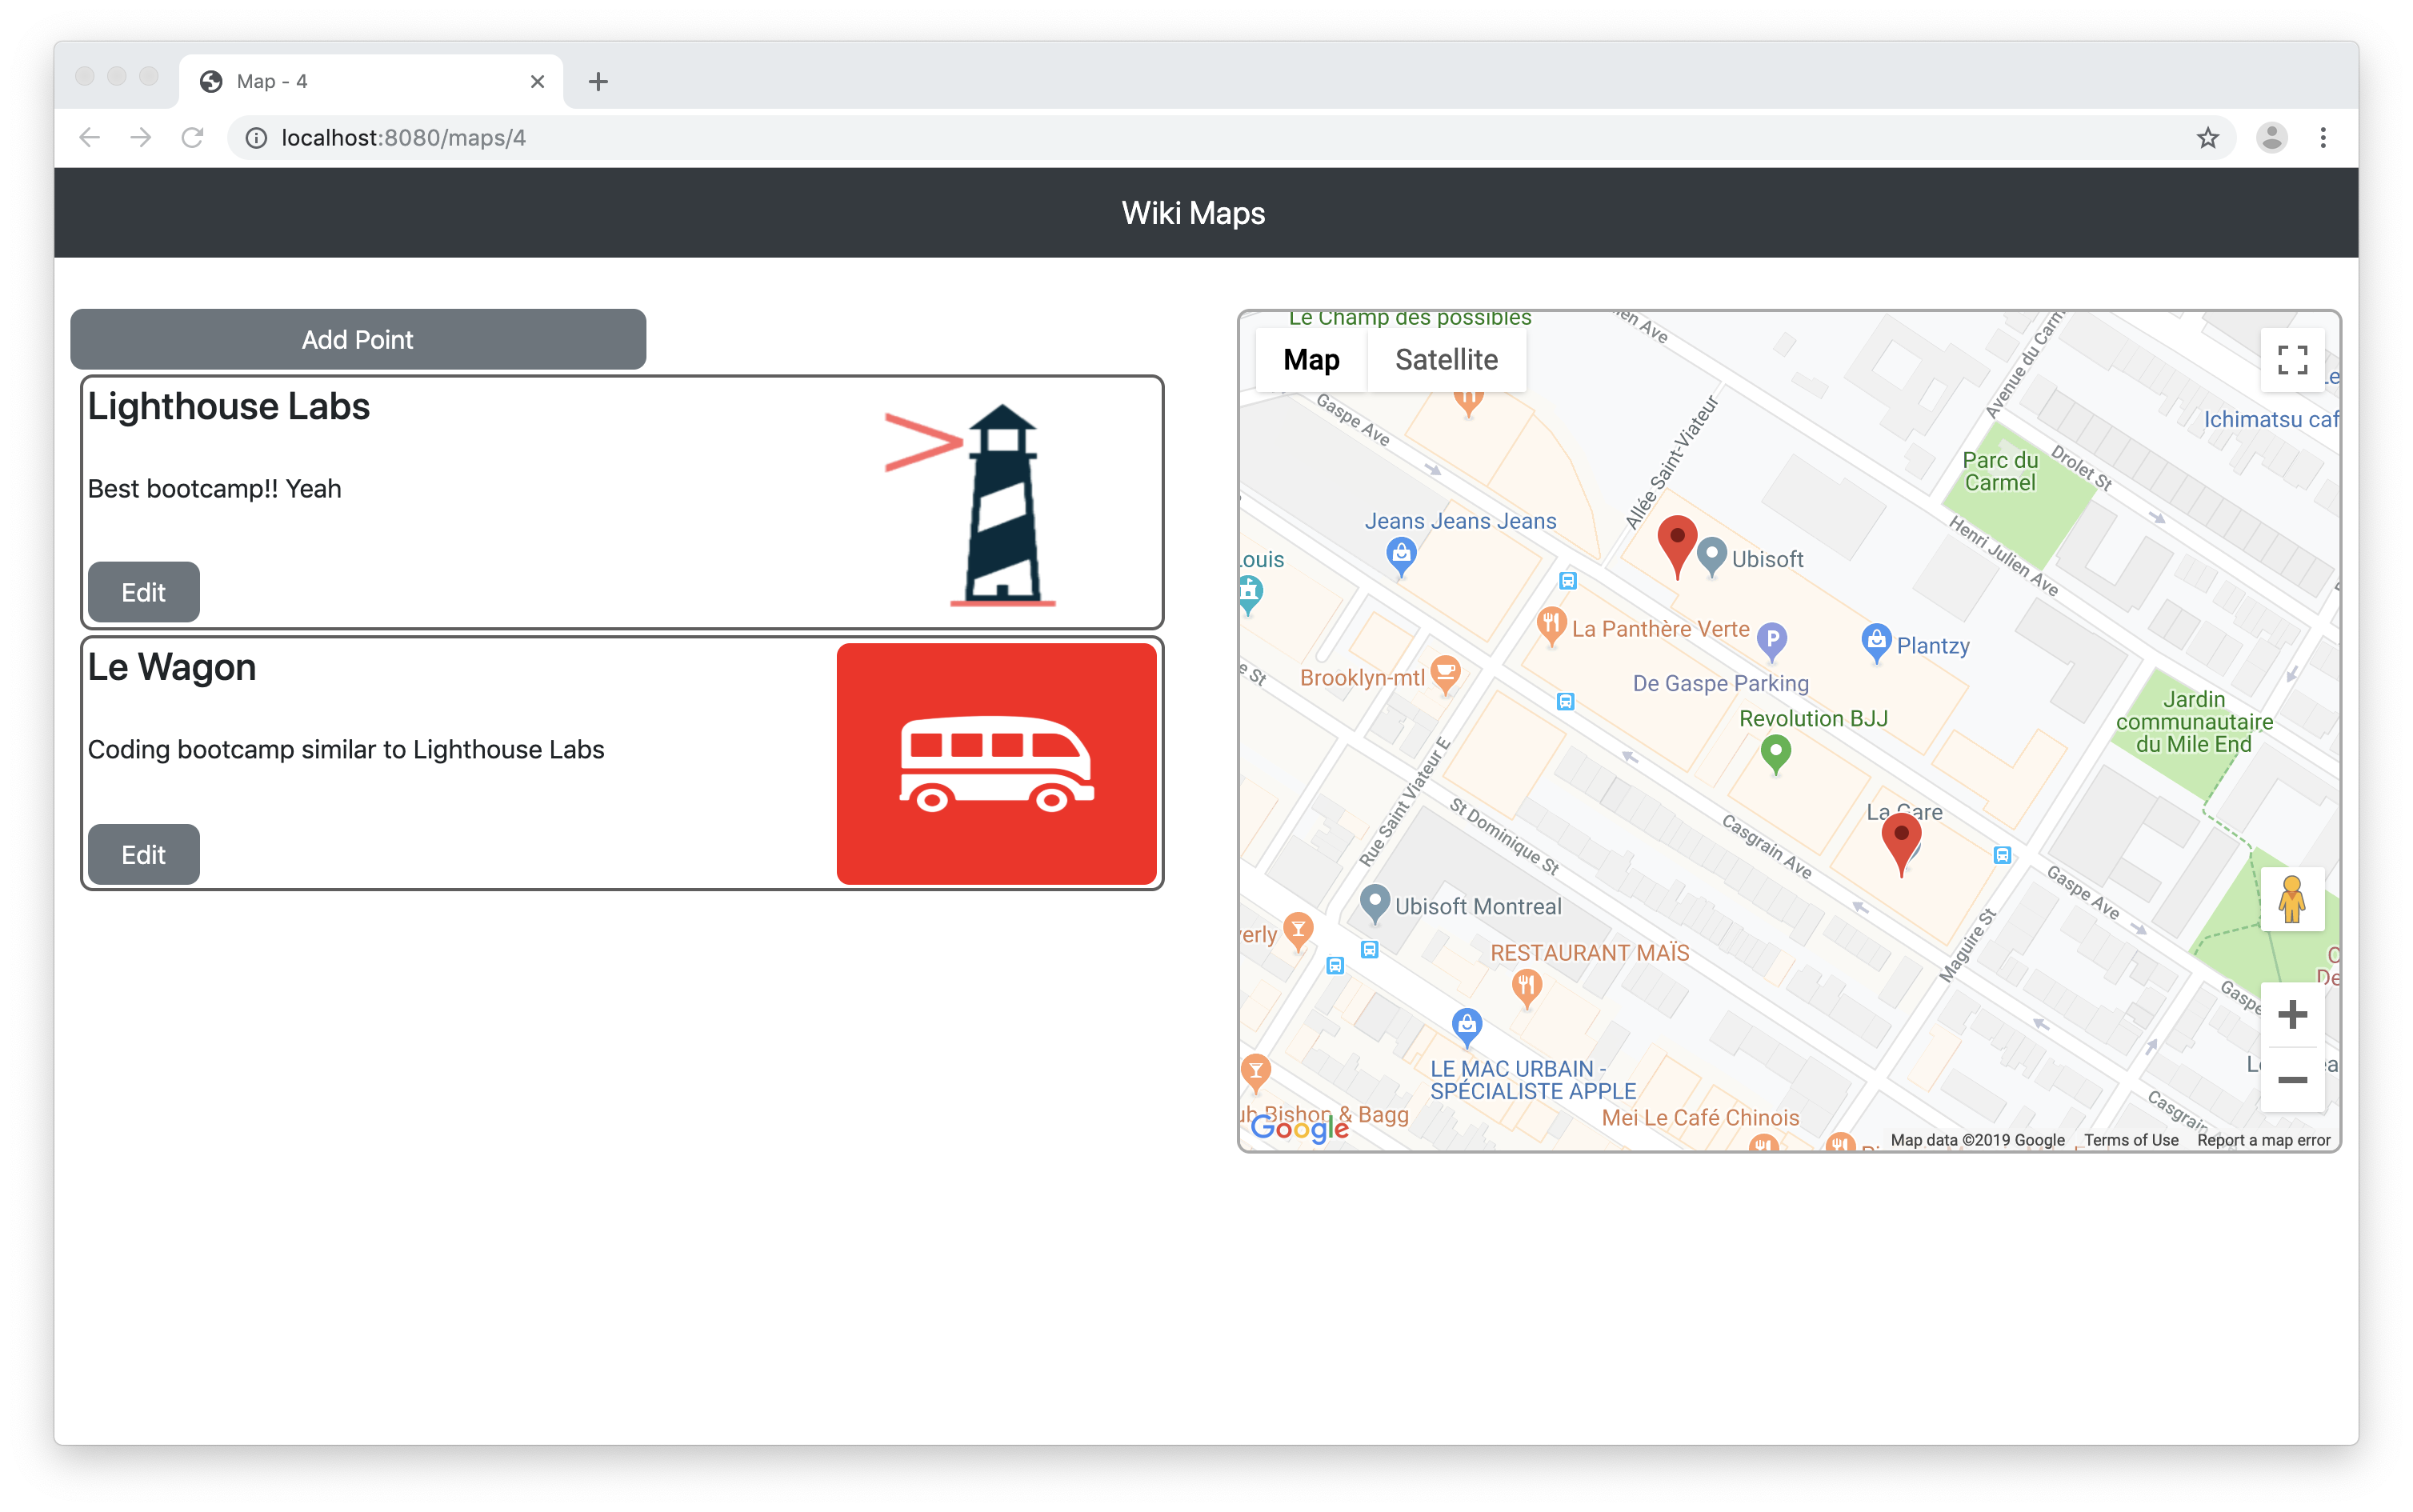 Map - 4
localhost:8080/maps/4
Wiki Maps
Add Point
Lighthouse Labs
Best bootcamp!! Yeah
Edit
Le Wagon
Coding bootcamp similar to Lighthouse Labs
Edit
Le Champ des possibles
Map
Satellite
Gaspe Ave
Allée Saint-Viateur
Avenue du Carm
Ichimatsu caf
Parc du
Carmel
Drolet St
Henri Julien Ave
Jeans Jeans Jeans
Ubisoft
La Panthère Verte
P
Plantzy
Brooklyn-mtl
De Gaspe Parking
Revolution BJJ
Jardin
communautaire
du Mile End
Rue Saint Viateur E
St Dominique St
Casgrain Ave
La Gare
Gaspe Ave
Maguire St
Ubisoft Montreal
RESTAURANT MAÏS
Gaspe
LE MAC URBAIN -
SPÉCIALISTE APPLE
Bishop & Bagg
Mei Le Café Chinois
Casgrain
Google
Map data ©2019 Google
Terms of Use
Report a map error